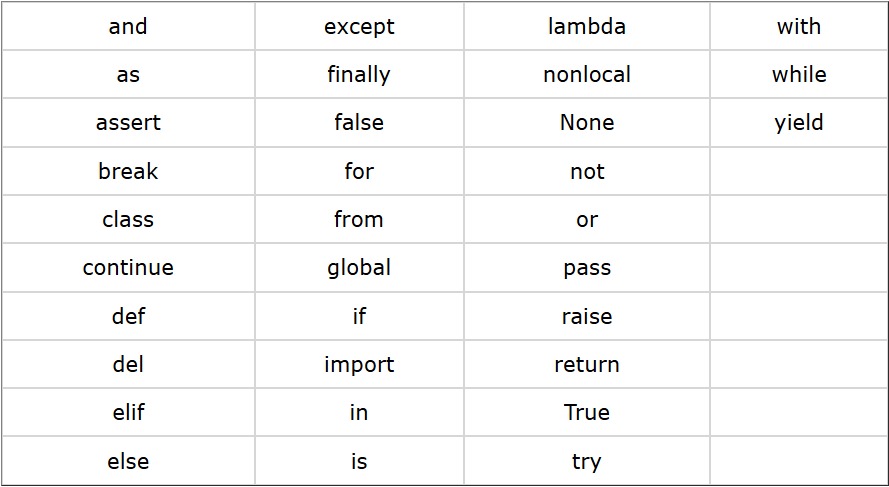 and except lambda with
as finally nonlocal while
assert false None yield
break for not
class from or
continue global pass
def if raise
del import return
elif in True
else is try